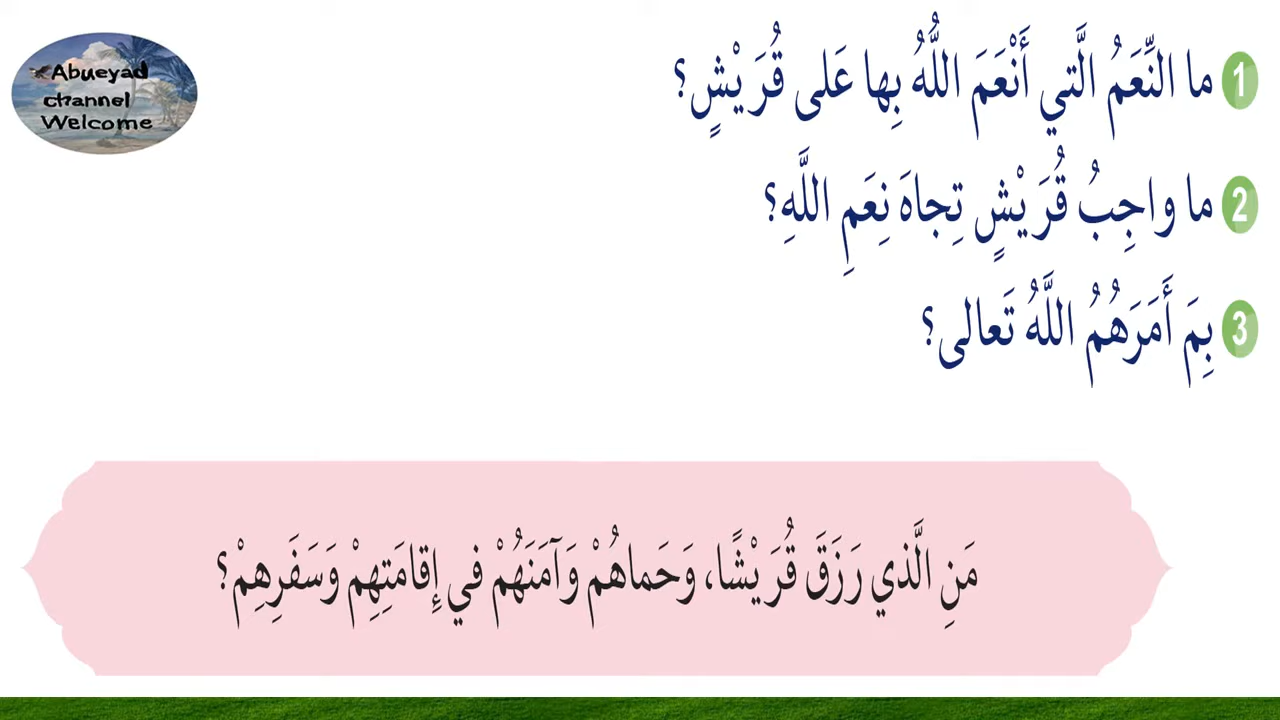 Abueyad
channel
Welcome
1 ما النِّعَمُ الَّتي أَنْعَمَ اللَّهُ بِها عَلى قُرَيْشٍ؟
2 ما واجِبُ قُرَيْشٍ تِجاهَ نِعَمِ اللَّهِ؟
3 بِمَ أَمَرَهُمُ اللَّهُ تَعالى؟
مَنِ الَّذي رَزَقَ قُرَيْشًا، وَحَماهُمْ وَآمَنَهُمْ في إِقامَتِهِمْ وَسَفَرِهِمْ؟